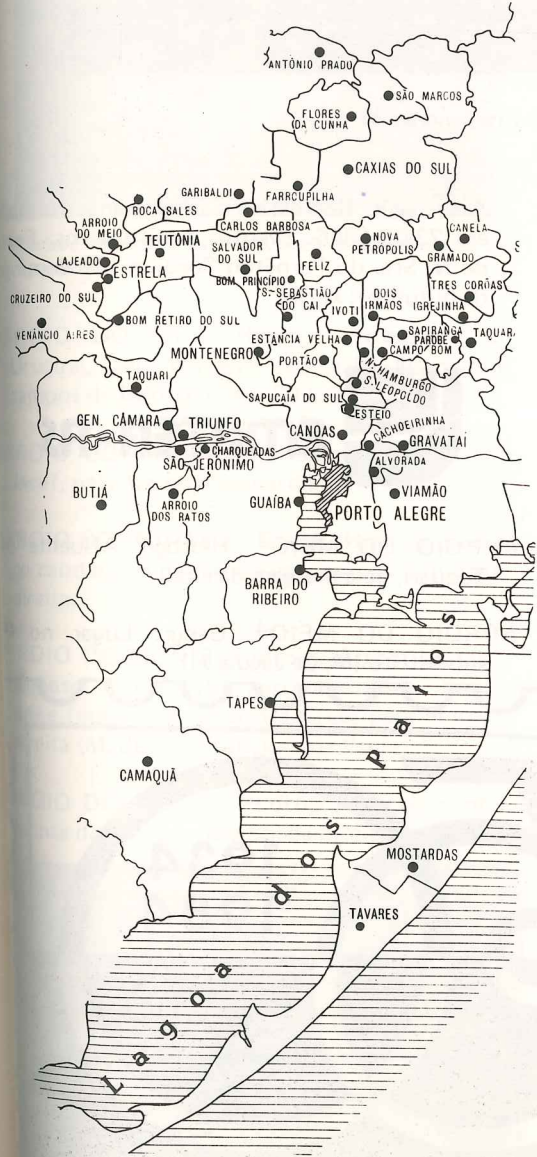 ANTÔNIO PRADO
SÃO MARCOS
FLORES
DA CUNHA
CAXIAS DO SUL
GARIBALDI
FARROUPILHA
ROCA SALES
CARLOS BARBOSA
ARROIO
DO MEIO
TEUTÔNIA
SALVADOR
DO SUL
NOVA
PETRÓPOLIS
CANELA
GRAMADO
LAJEADO
FELIZ
ESTRELA
BOM PRINCÍPIO
CRUZEIRO DO SUL
S. SEBASTIÃO
DO CAI
DOIS
IRMÃOS
TRES COROAS
IGREJINHA
IVOTI
VENÂNCIO AIRES
BOM RETIRO DO SUL
ESTÂNCIA VELHA
SAPIRANGA
PAROBÉ
TAQUAR
MONTENEGRO
PORTÃO
CAMPO BOM
N. HAMBURGO
S. LEOPOLDO
TAQUARI
SAPUCAIA DO SUL
ESTEIO
GEN. CÂMARA
TRIUNFO
CANOAS
CACHOEIRINHA
GRAVATAÍ
CHARQUEADAS
SÃO JERÔNIMO
ALVORADA
BUTIÁ
ARROIO
DOS RATOS
GUAÍBA
VIAMÃO
PORTO ALEGRE
BARRA DO
RIBEIRO
TAPES
CAMAQUÃ
MOSTARDAS
TAVARES
Lagoa dos Patos